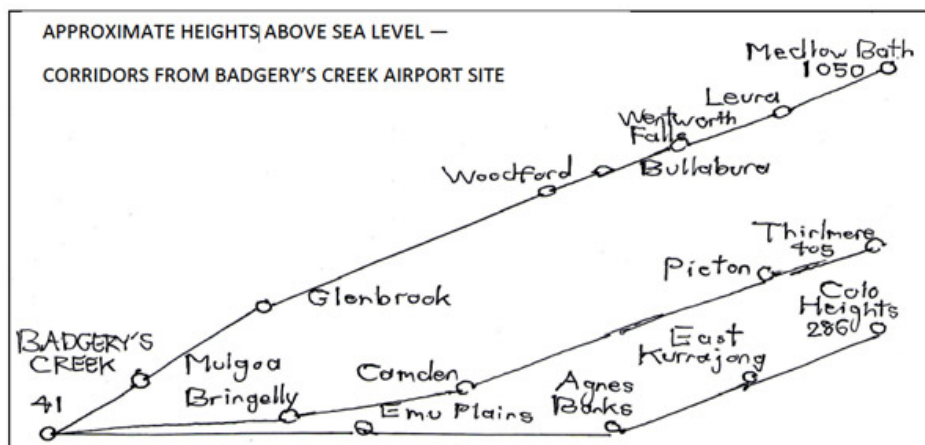 APPROXIMATE HEIGHTS ABOVE SEA LEVEL —
CORRIDORS FROM BADGERY'S CREEK AIRPORT SITE
Medlow Bath
1050
Leura
Wentworth
Falls
Bullabura
Woodford
Glenbrook
Thirlmere
405
Picton
Colo
Heights
286
East
Kurrajong
BADGERY'S
CREEK
41
Mulgoa
Bringelly
Camden
Emu Plains
Agnes
Banks